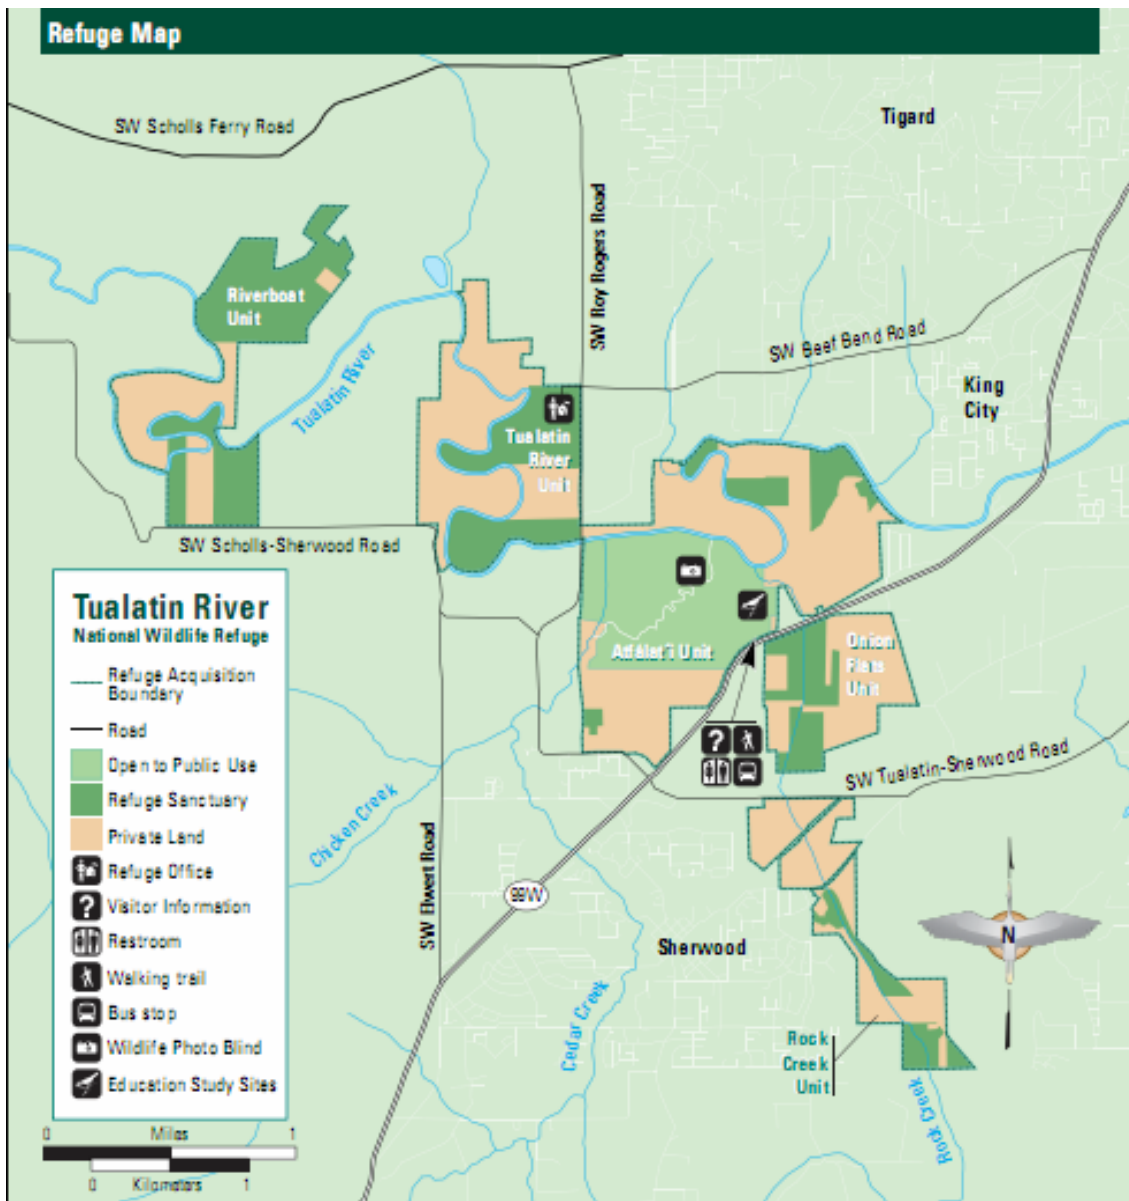 Refuge Map
Tigard
SW Scholls Ferry Road
SW Roy Rogers Road
Riverboat
Unit
SW Beef Bend Road
Tualatin River
King
City
Tualatin
River
Unit
SW Scholls-Sherwood Road
Tualatin River
National Wildlife Refuge
Refuge Acquisition
Boundary
Road
Open to Public Use
Refuge Sanctuary
Private Land
Refuge Office
?
Visitor Information
Restroom
Walking trail
Bus stop
Wildlife Photo Blind
Education Study Sites
0 Miles 1
0 Kilometers 1
Atfálat'i Unit
Onion
Flats
Unit
?
SW Tualatin-Sherwood Road
Chicken Creek
SW Elwert Road
99W
Sherwood
N
Cedar Creek
Rock
Creek
Unit
Rock Creek